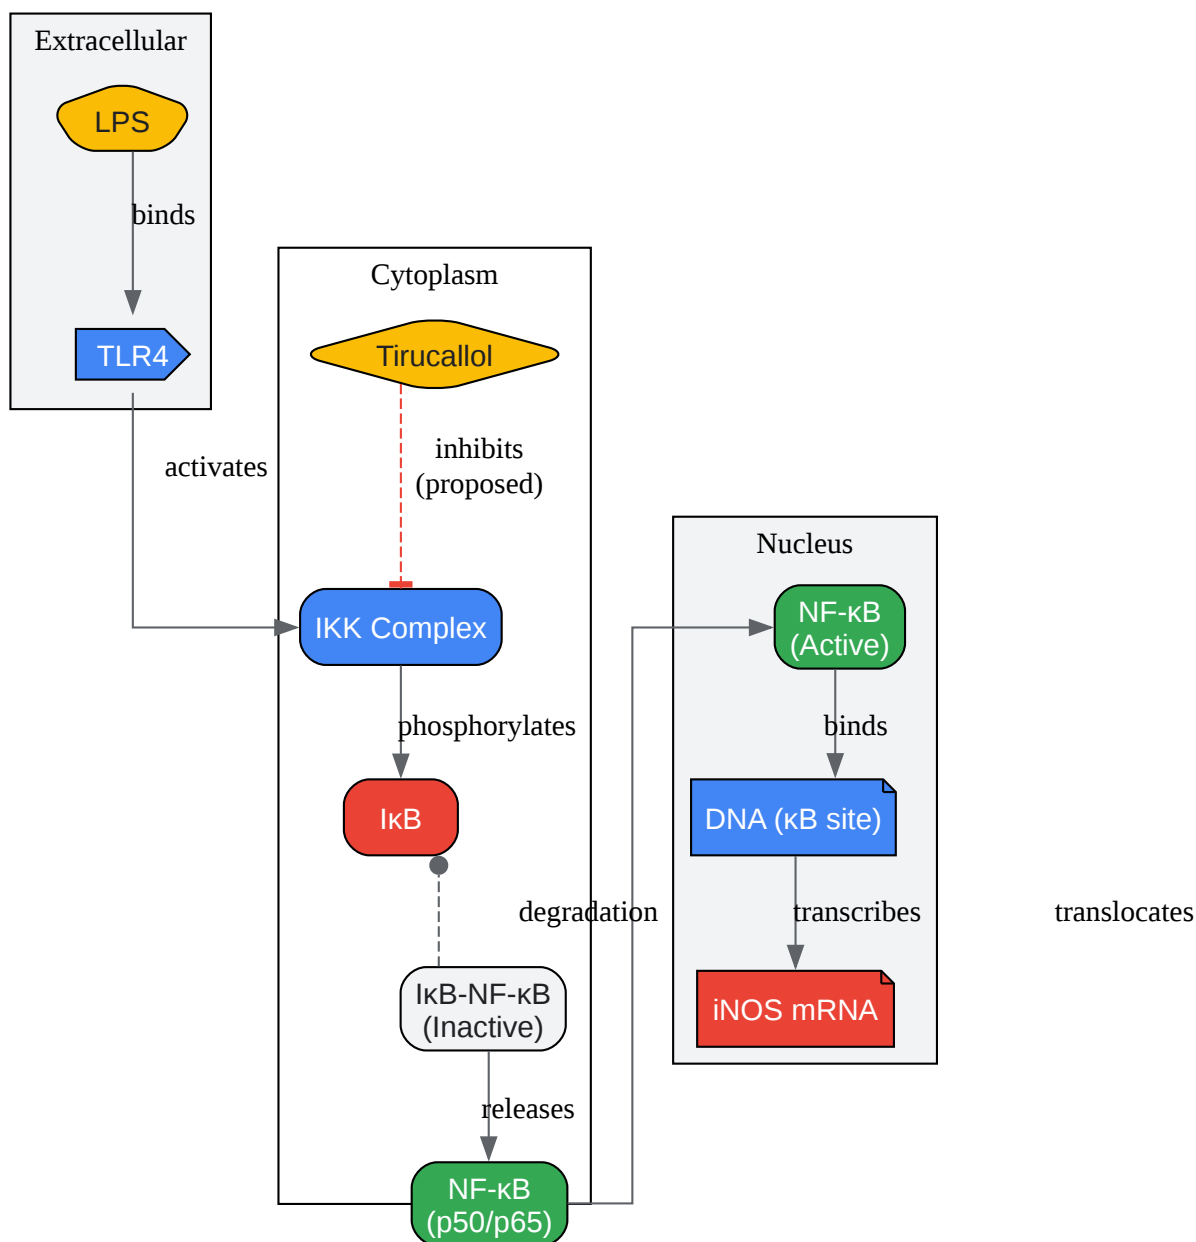 Extracellular
LPS
binds
TLR4
activates
Cytoplasm
Tirucallol
inhibits
(proposed)
IKK Complex
phosphorylates
IκB
degradation
IκB-NF-κB
(Inactive)
releases
NF-κB
(p50/p65)
Nucleus
NF-κB
(Active)
binds
DNA (κB site)
transcribes
iNOS mRNA
translocates